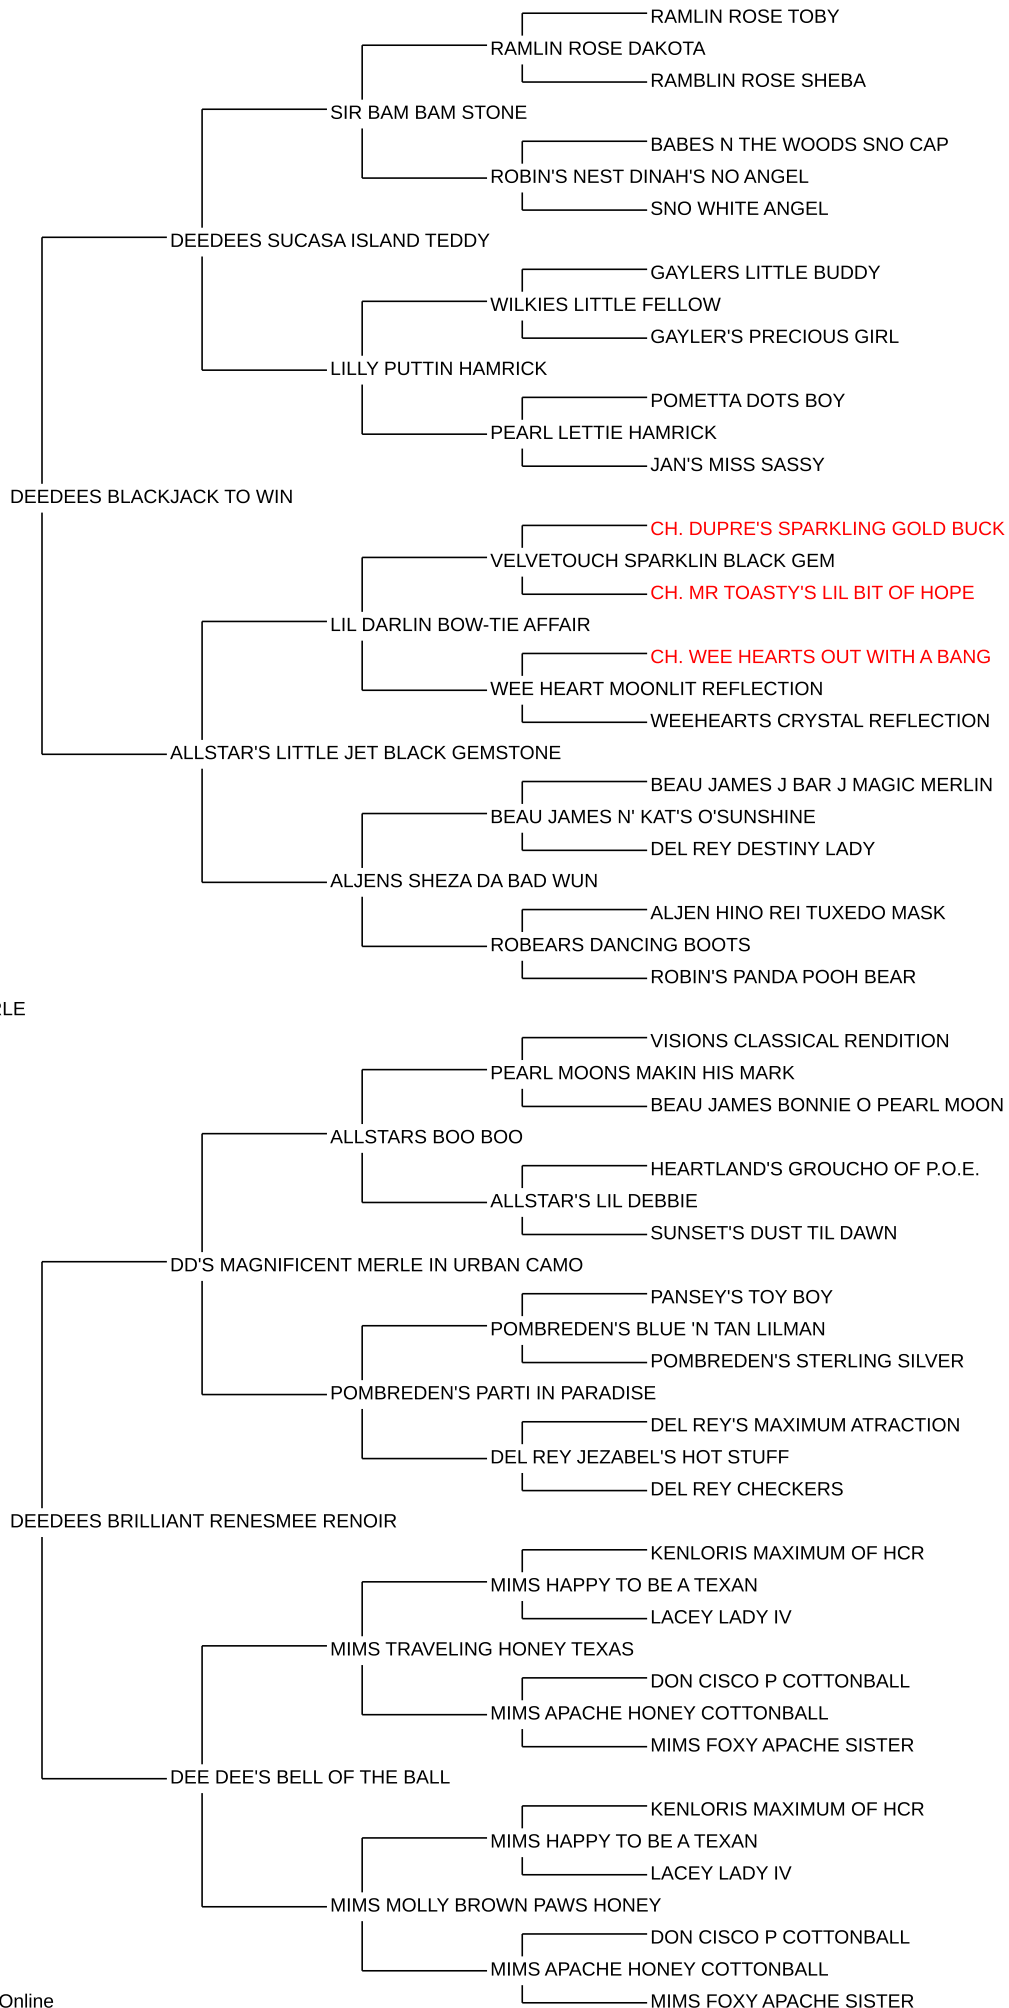 RAMLIN ROSE TOBY
RAMLIN ROSE DAKOTA
RAMBLIN ROSE SHEBA
SIR BAM BAM STONE
BABES N THE WOODS SNO CAP
ROBIN'S NEST DINAH'S NO ANGEL
SNO WHITE ANGEL
DEEDEES SUCASA ISLAND TEDDY
GAYLERS LITTLE BUDDY
WILKIES LITTLE FELLOW
GAYLER'S PRECIOUS GIRL
LILLY PUTTIN HAMRICK
POMETTA DOTS BOY
PEARL LETTIE HAMRICK
JAN'S MISS SASSY
DEEDEES BLACKJACK TO WIN
CH. DUPRE'S SPARKLING GOLD BUCK
VELVETOUCH SPARKLIN BLACK GEM
CH. MR TOASTY'S LIL BIT OF HOPE
LIL DARLIN BOW-TIE AFFAIR
CH. WEE HEARTS OUT WITH A BANG
WEE HEART MOONLIT REFLECTION
WEEHEARTS CRYSTAL REFLECTION
ALLSTAR'S LITTLE JET BLACK GEMSTONE
BEAU JAMES J BAR J MAGIC MERLIN
BEAU JAMES N' KAT'S O'SUNSHINE
DEL REY DESTINY LADY
ALJENS SHEZA DA BAD WUN
ALJEN HINO REI TUXEDO MASK
ROBEARS DANCING BOOTS
ROBIN'S PANDA POOH BEAR
RLE
VISIONS CLASSICAL RENDITION
PEARL MOONS MAKIN HIS MARK
BEAU JAMES BONNIE O PEARL MOON
ALLSTARS BOO BOO
HEARTLAND'S GROUCHO OF P.O.E.
ALLSTAR'S LIL DEBBIE
SUNSET'S DUST TIL DAWN
DD'S MAGNIFICENT MERLE IN URBAN CAMO
PANSEY'S TOY BOY
POMBREDEN'S BLUE 'N TAN LILMAN
POMBREDEN'S STERLING SILVER
POMBREDEN'S PARTI IN PARADISE
DEL REY'S MAXIMUM ATRACTION
DEL REY JEZABEL'S HOT STUFF
DEL REY CHECKERS
DEEDEES BRILLIANT RENESMEE RENOIR
KENLORIS MAXIMUM OF HCR
MIMS HAPPY TO BE A TEXAN
LACEY LADY IV
MIMS TRAVELING HONEY TEXAS
DON CISCO P COTTONBALL
MIMS APACHE HONEY COTTONBALL
MIMS FOXY APACHE SISTER
DEE DEE'S BELL OF THE BALL
KENLORIS MAXIMUM OF HCR
MIMS HAPPY TO BE A TEXAN
LACEY LADY IV
MIMS MOLLY BROWN PAWS HONEY
DON CISCO P COTTONBALL
MIMS APACHE HONEY COTTONBALL
MIMS FOXY APACHE SISTER
Online